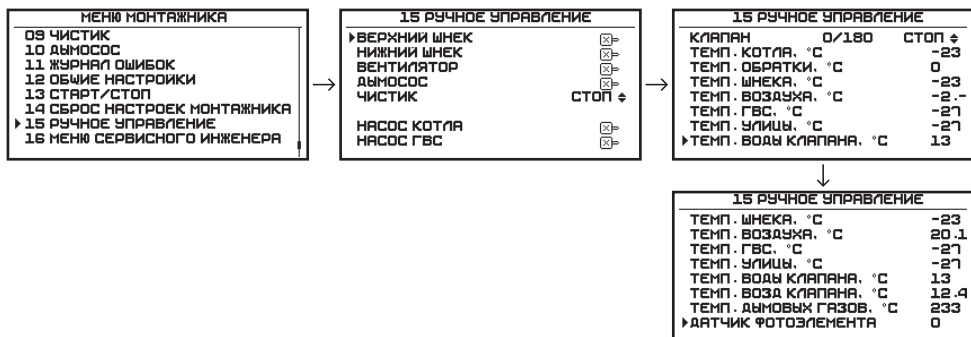 МЕНЮ МОНТАЖНИКА
09 ЧИСТИК
10 ДЫМОСОС
11 ЖУРНАЛ ОШИБОК
12 ОБЩИЕ НАСТРОЙКИ
13 СТАРТ/СТОП
14 СБРОС НАСТРОЕК МОНТАЖНИКА
15 РУЧНОЕ УПРАВЛЕНИЕ
16 МЕНЮ СЕРВИСНОГО ИНЖЕНЕРА
15 РУЧНОЕ УПРАВЛЕНИЕ
ВЕРХНИЙ ШНЕК
НИЖНИЙ ШНЕК
ВЕНТИЛЯТОР
ДЫМОСОС
ЧИСТИК СТОП
НАСОС КОТЛА
НАСОС ГВС
15 РУЧНОЕ УПРАВЛЕНИЕ
КЛАПАН 0/180 СТОП
ТЕМП. КОТЛА, °С -23
ТЕМП. ОБРАТКИ, °С 0
ТЕМП. ШНЕКА, °С -23
ТЕМП. ВОЗДУХА, °С -2.-
ТЕМП. ГВС, °С -27
ТЕМП. УЛИЦЫ, °С -27
ТЕМП. ВОДЫ КЛАПАНА, °С 13
15 РУЧНОЕ УПРАВЛЕНИЕ
ТЕМП. ШНЕКА, °С -23
ТЕМП. ВОЗДУХА, °С 20.1
ТЕМП. ГВС, °С -27
ТЕМП. УЛИЦЫ, °С -27
ТЕМП. ВОДЫ КЛАПАНА, °С 13
ТЕМП. ВОЗД КЛАПАНА, °С 12.4
ТЕМП. ДЫМОВЫХ ГАЗОВ, °С 233
ДАТЧИК ФОТОЭЛЕМЕНТА 0